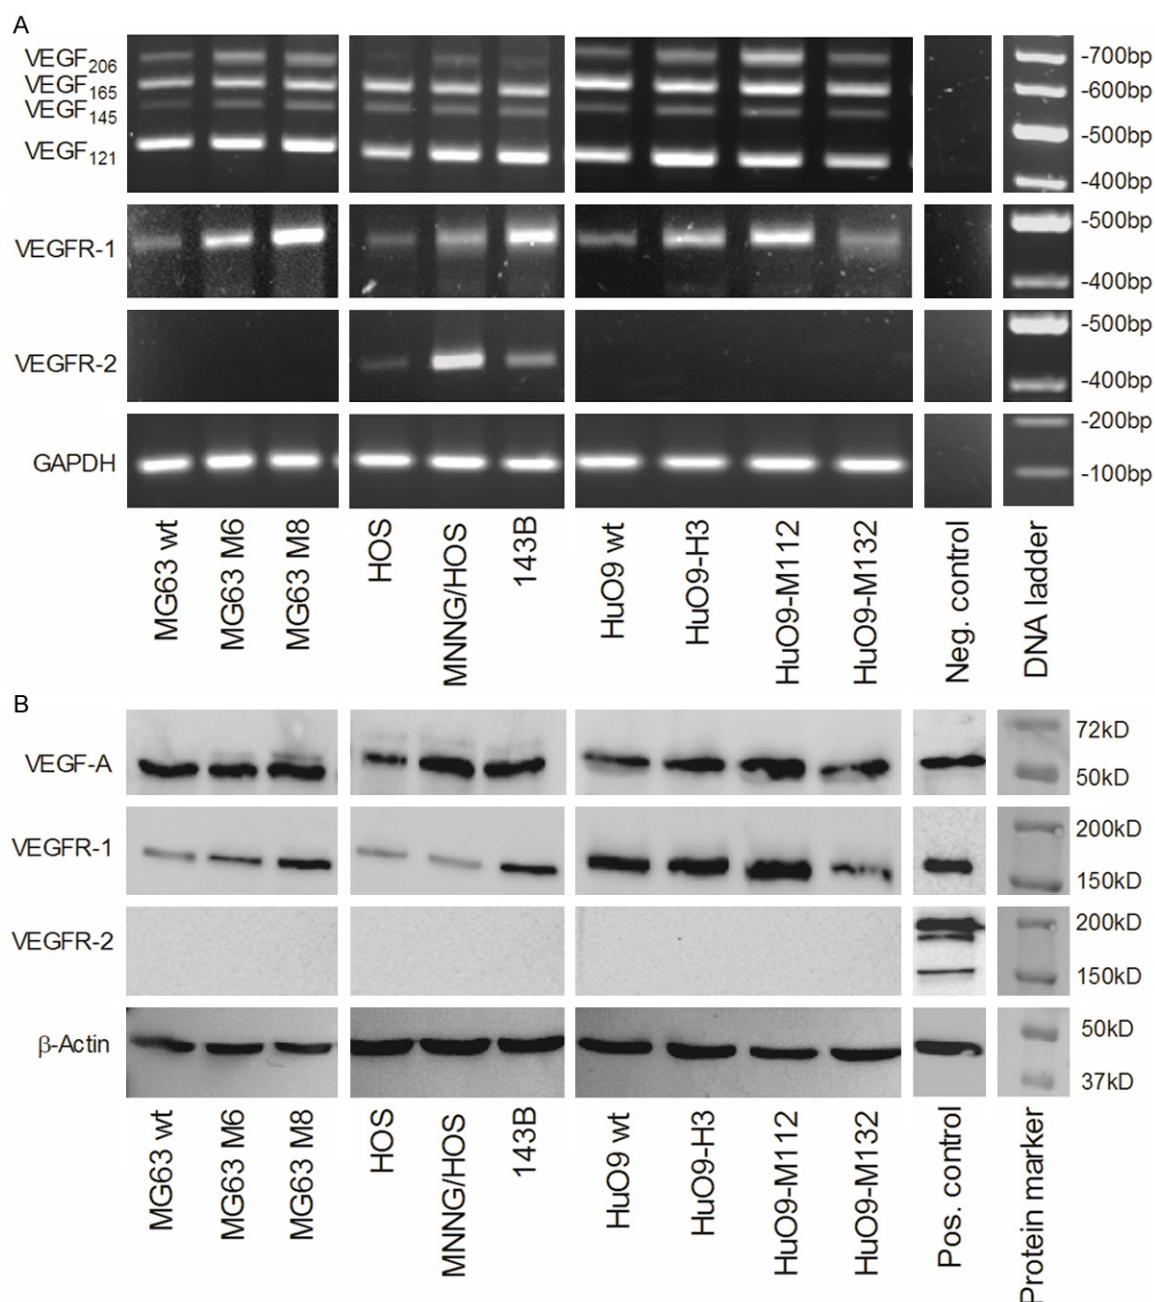 A
VEGF206
VEGF165
VEGF145
VEGF121
-700bp
-600bp
-500bp
-400bp
VEGFR-1
-500bp
-400bp
VEGFR-2
-500bp
-400bp
GAPDH
-200bp
-100bp
MG63 wt
MG63 M6
MG63 M8
HOS
MNNG/HOS
143B
HuO9 wt
HuO9-H3
HuO9-M112
HuO9-M132
Neg. control
DNA ladder
B
VEGF-A
72kD
50kD
VEGFR-1
200kD
150kD
VEGFR-2
200kD
150kD
β-Actin
50kD
37kD
MG63 wt
MG63 M6
MG63 M8
HOS
MNNG/HOS
143B
HuO9 wt
HuO9-H3
HuO9-M112
HuO9-M132
Pos. control
Protein marker